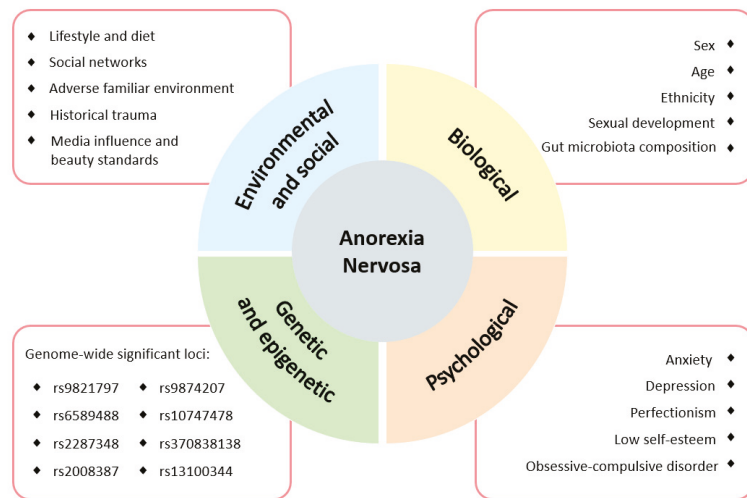 Lifestyle and diet
Social networks
Adverse familiar environment
Historical trauma
Media influence and
beauty standards
Environmental
and social
Biological
Sex
Age
Ethnicity
Sexual development
Gut microbiota composition
Anorexia
Nervosa
Genetic
and epigenetic
Psychological
Genome-wide significant loci:
rs9821797 rs9874207
rs6589488 rs10747478
rs2287348 rs370838138
rs2008387 rs13100344
Anxiety
Depression
Perfectionism
Low self-esteem
Obsessive-compulsive disorder